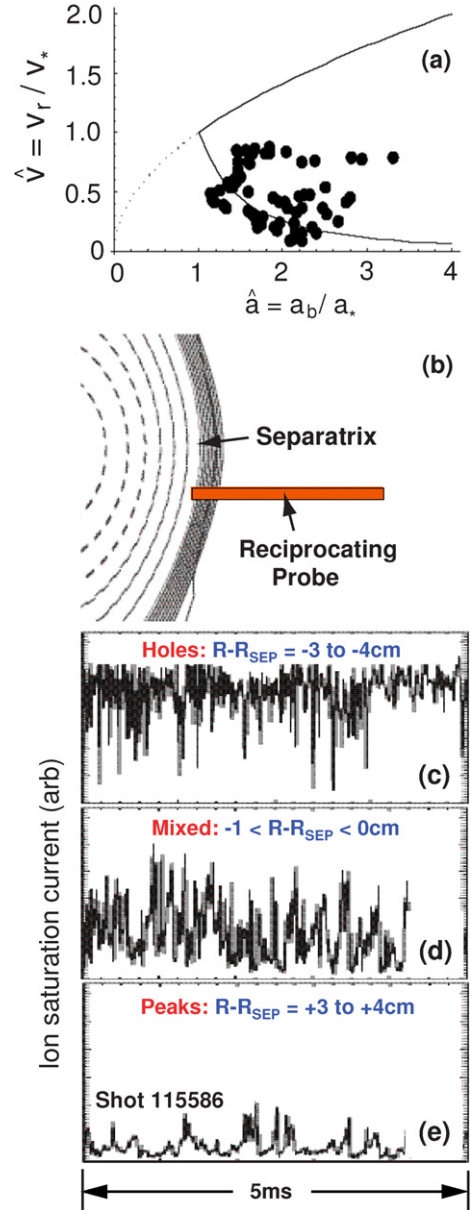 2.0
(a)
1.5
1.0
0.5
0
0 1 2 3 4
v̂ = v_r / v_*
â = a_b / a_*
(b)
Separatrix
Reciprocating
Probe
Ion saturation current (arb)
Holes: R-R_SEP = -3 to -4cm
(c)
Mixed: -1 < R-R_SEP < 0cm
(d)
Peaks: R-R_SEP = +3 to +4cm
Shot 115586
(e)
5ms